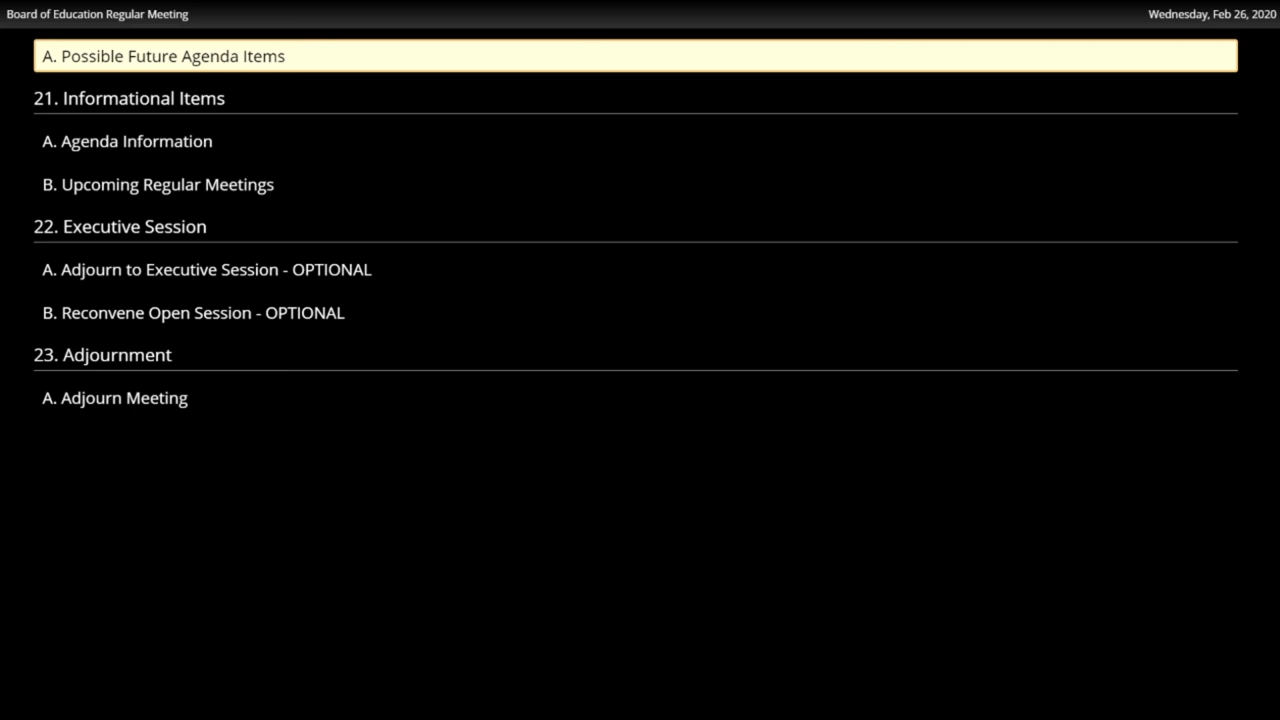 Board of Education Regular Meeting
Wednesday, Feb 26, 2020
A. Possible Future Agenda Items
21. Informational Items
A. Agenda Information
B. Upcoming Regular Meetings
22. Executive Session
A. Adjourn to Executive Session - OPTIONAL
B. Reconvene Open Session - OPTIONAL
23. Adjournment
A. Adjourn Meeting